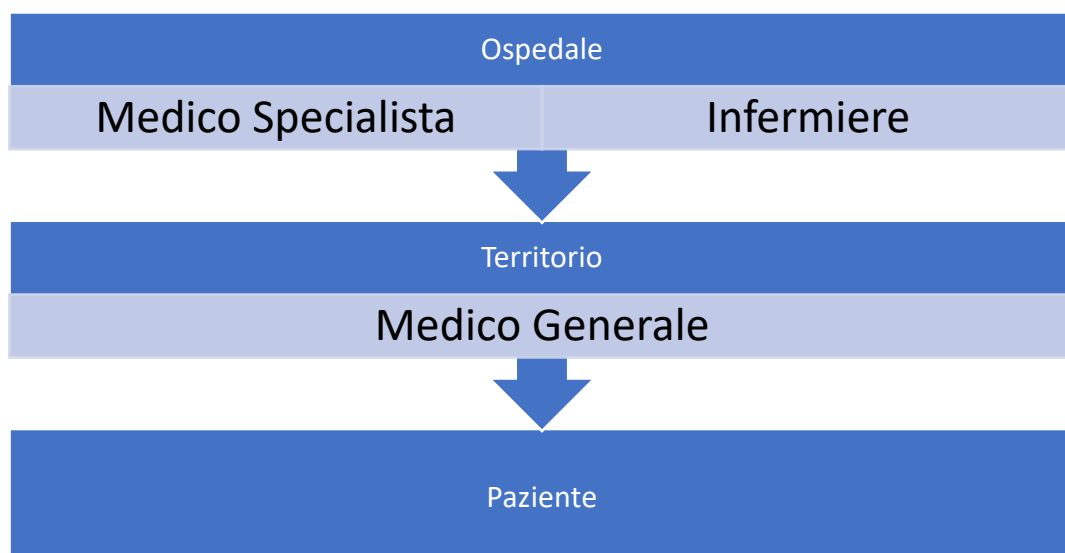 Ospedale
Medico Specialista Infermiere
Territorio
Medico Generale
Paziente